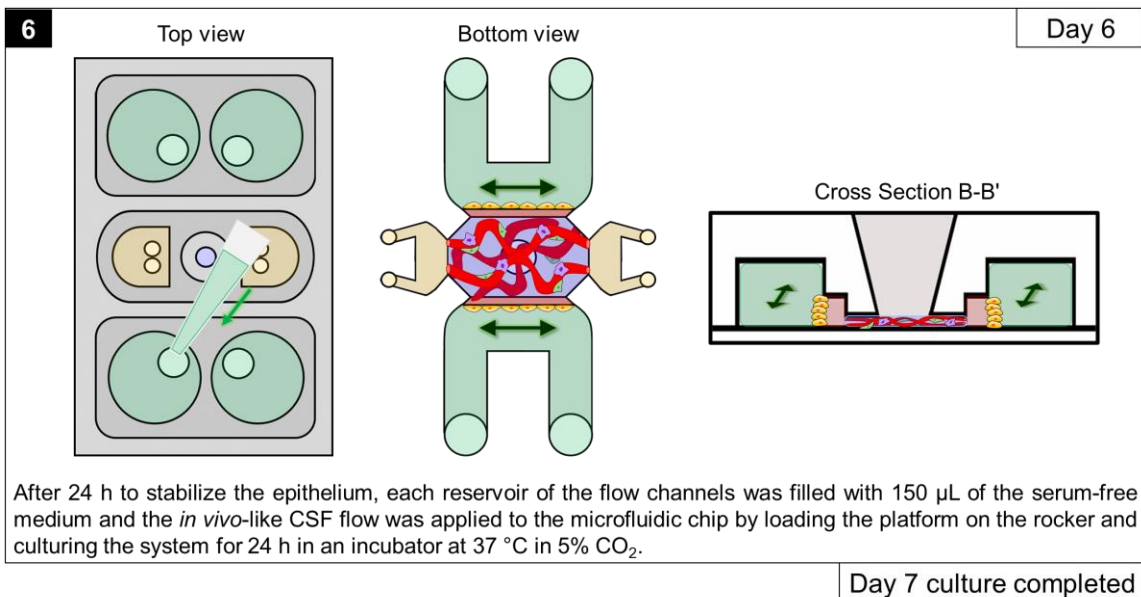 6
Top view
Bottom view
Day 6
Cross Section B-B'
After 24 h to stabilize the epithelium, each reservoir of the flow channels was filled with 150 µL of the serum-free
medium and the in vivo-like CSF flow was applied to the microfluidic chip by loading the platform on the rocker and
culturing the system for 24 h in an incubator at 37 °C in 5% CO₂.
Day 7 culture completed